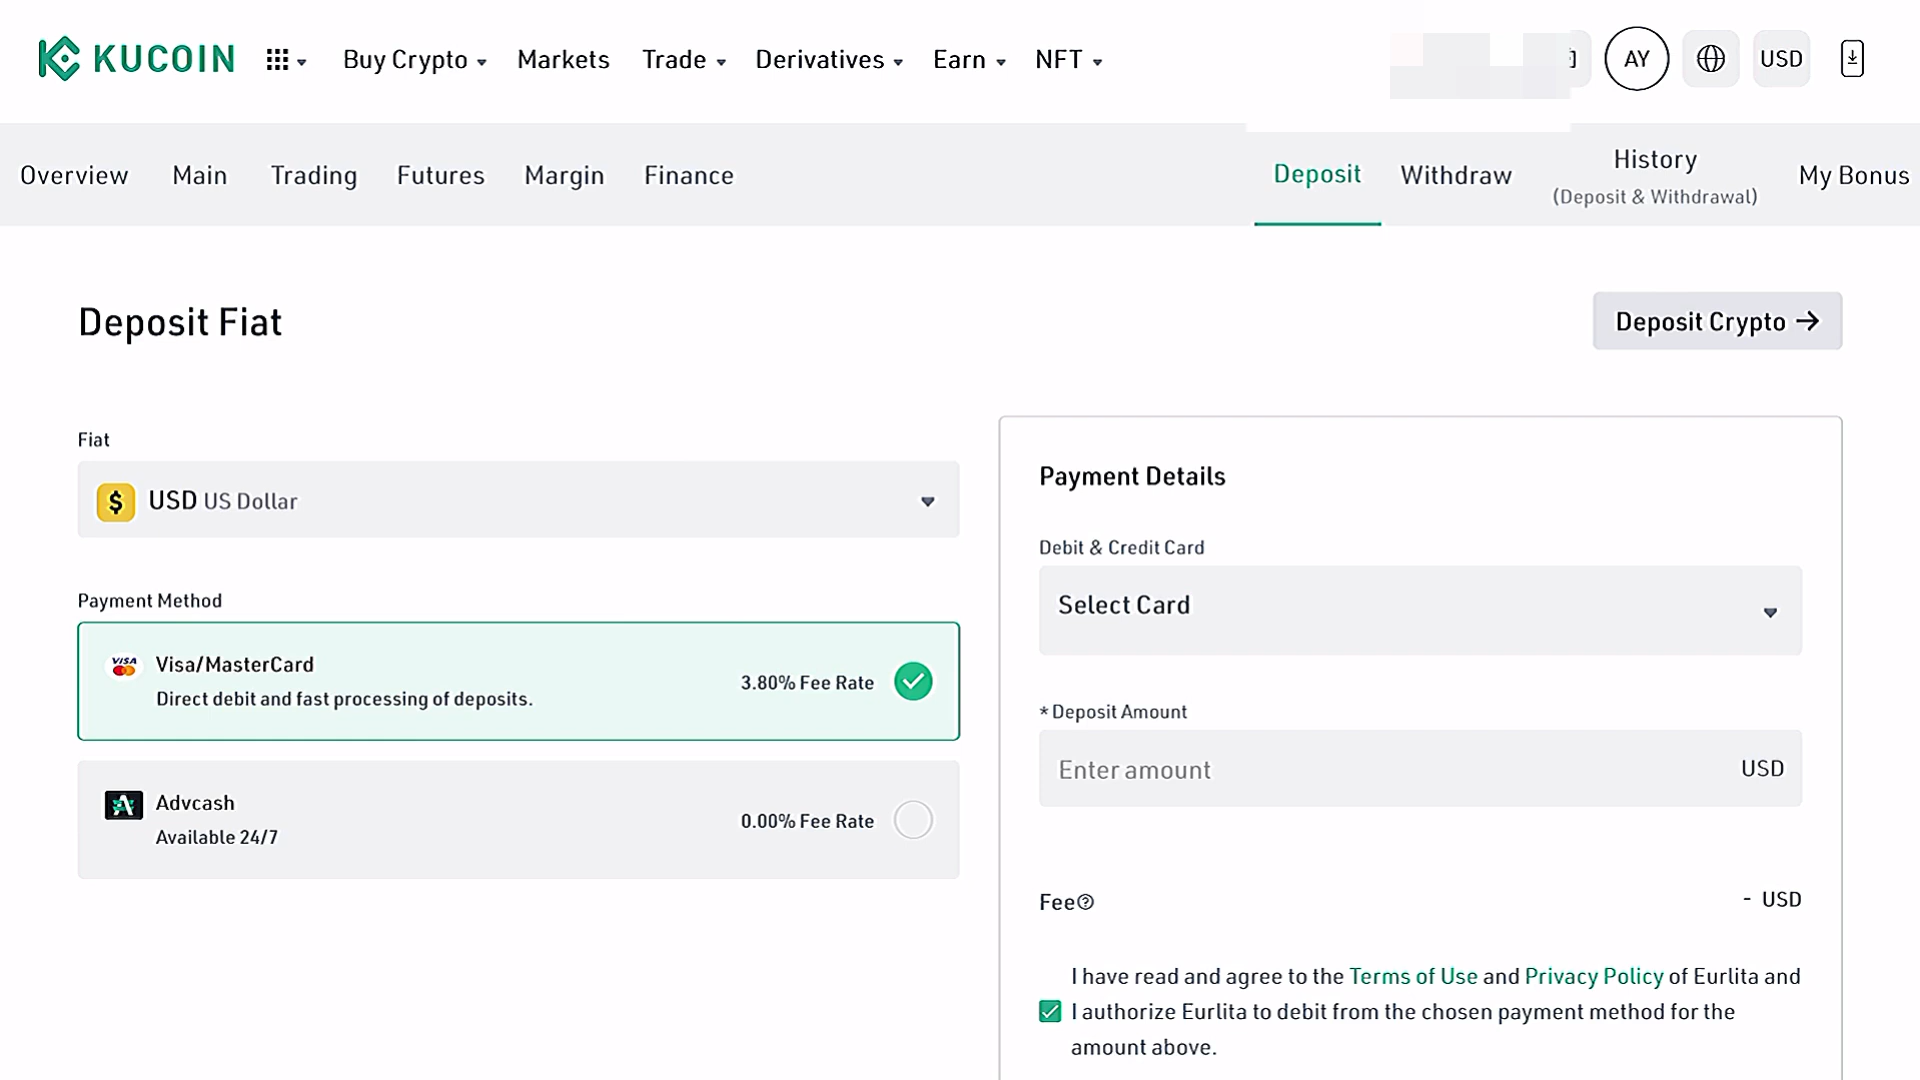 KUCOIN
Buy Crypto
Markets
Trade
Derivatives
Earn
NFT
AY
USD
Overview
Main
Trading
Futures
Margin
Finance
Deposit
Withdraw
History
(Deposit & Withdrawal)
My Bonus
Deposit Fiat
Deposit Crypto →
Fiat
$ USD US Dollar
Payment Method
VISA
Visa/MasterCard
Direct debit and fast processing of deposits.
3.80% Fee Rate
Advcash
Available 24/7
0.00% Fee Rate
Payment Details
Debit & Credit Card
Select Card
* Deposit Amount
Enter amount USD
Fee? - USD
I have read and agree to the Terms of Use and Privacy Policy of Eurlita and
I authorize Eurlita to debit from the chosen payment method for the
amount above.